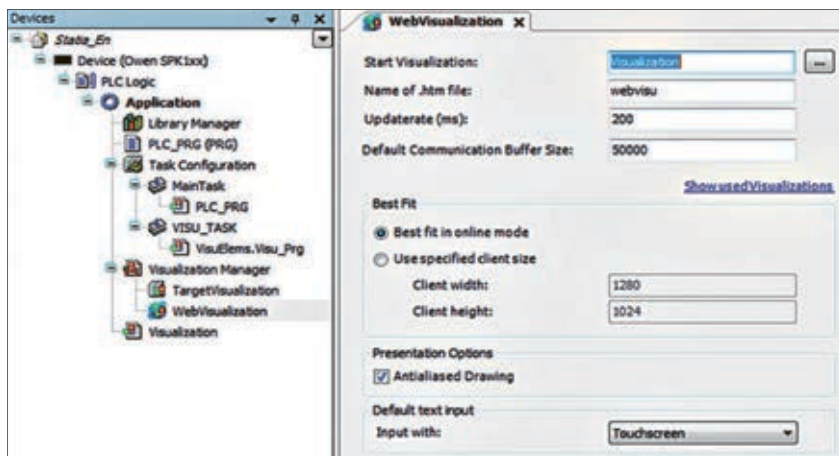 Devices
Statia_En
Device (Owen SPK1xx)
PLC Logic
Application
Library Manager
PLC_PRG (PRG)
Task Configuration
MainTask
PLC_PRG
VISU_TASK
VisuElems.Visu_Prg
Visualization Manager
TargetVisualization
WebVisualization
Visualization
WebVisualization
Start Visualization: Visualization ...
Name of .htm file: webvisu
Updaterate (ms): 200
Default Communication Buffer Size: 50000
Show used Visualizations
Best Fit
Best fit in online mode
Use specified client size
Client width: 1280
Client height: 1024
Presentation Options
Antialiased Drawing
Default text input
Input with: Touchscreen